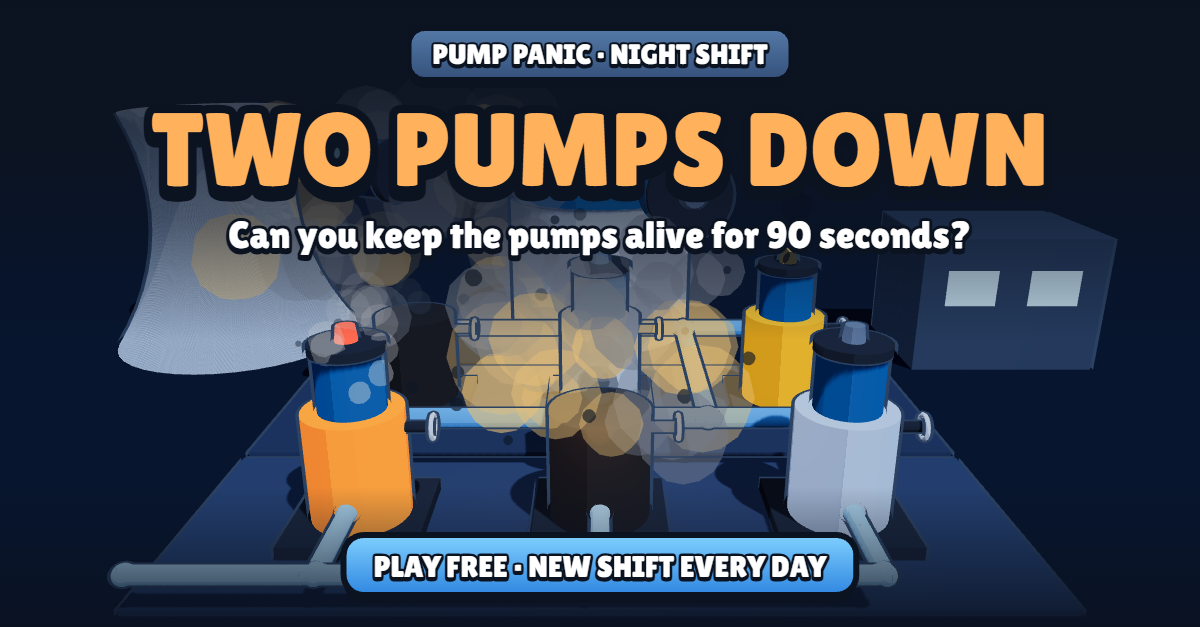 PUMP PANIC · NIGHT SHIFT
TWO PUMPS DOWN
Can you keep the pumps alive for 90 seconds?
PLAY FREE · NEW SHIFT EVERY DAY